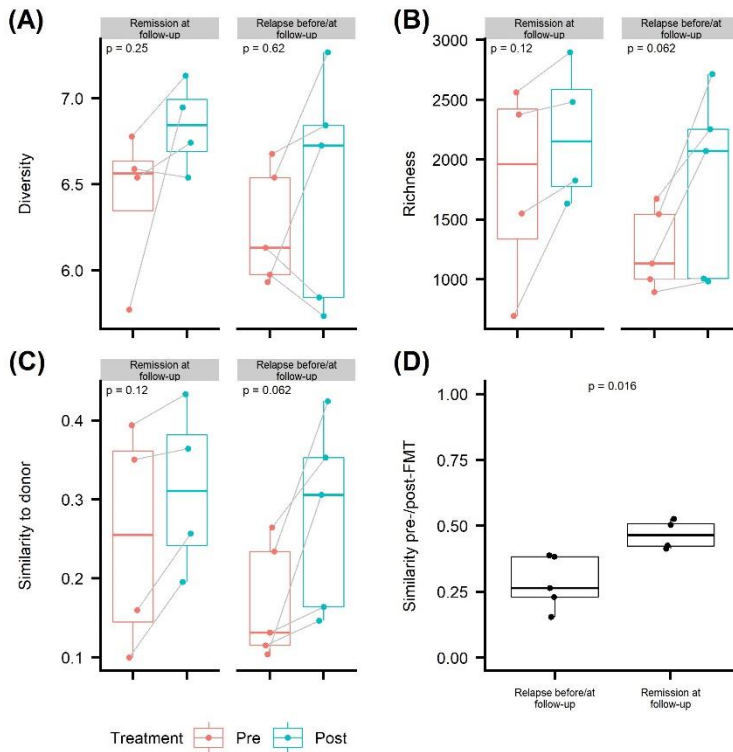 (A)
Remission at
follow-up
Relapse before/at
follow-up
p = 0.25
p = 0.62
Diversity
7.0
6.5
6.0
(B)
Remission at
follow-up
Relapse before/at
follow-up
p = 0.12
p = 0.062
Richness
3000
2500
2000
1500
1000
(C)
Remission at
follow-up
Relapse before/at
follow-up
p = 0.12
p = 0.062
Similarity to donor
0.4
0.3
0.2
0.1
(D)
p = 0.016
Similarity pre-/post-FMT
1.00
0.75
0.50
0.25
0.00
Relapse before/at
follow-up
Remission at
follow-up
Treatment Pre Post